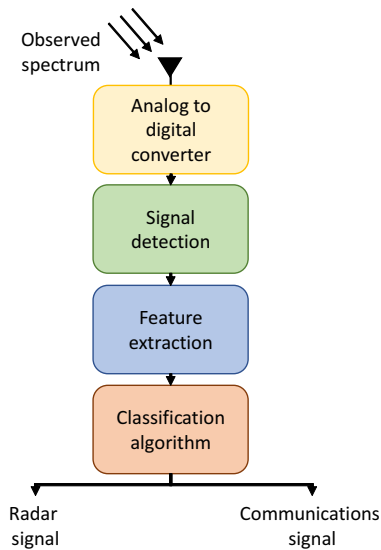 Observed
spectrum
Analog to
digital
converter
Signal
detection
Feature
extraction
Classification
algorithm
Radar
signal
Communications
signal